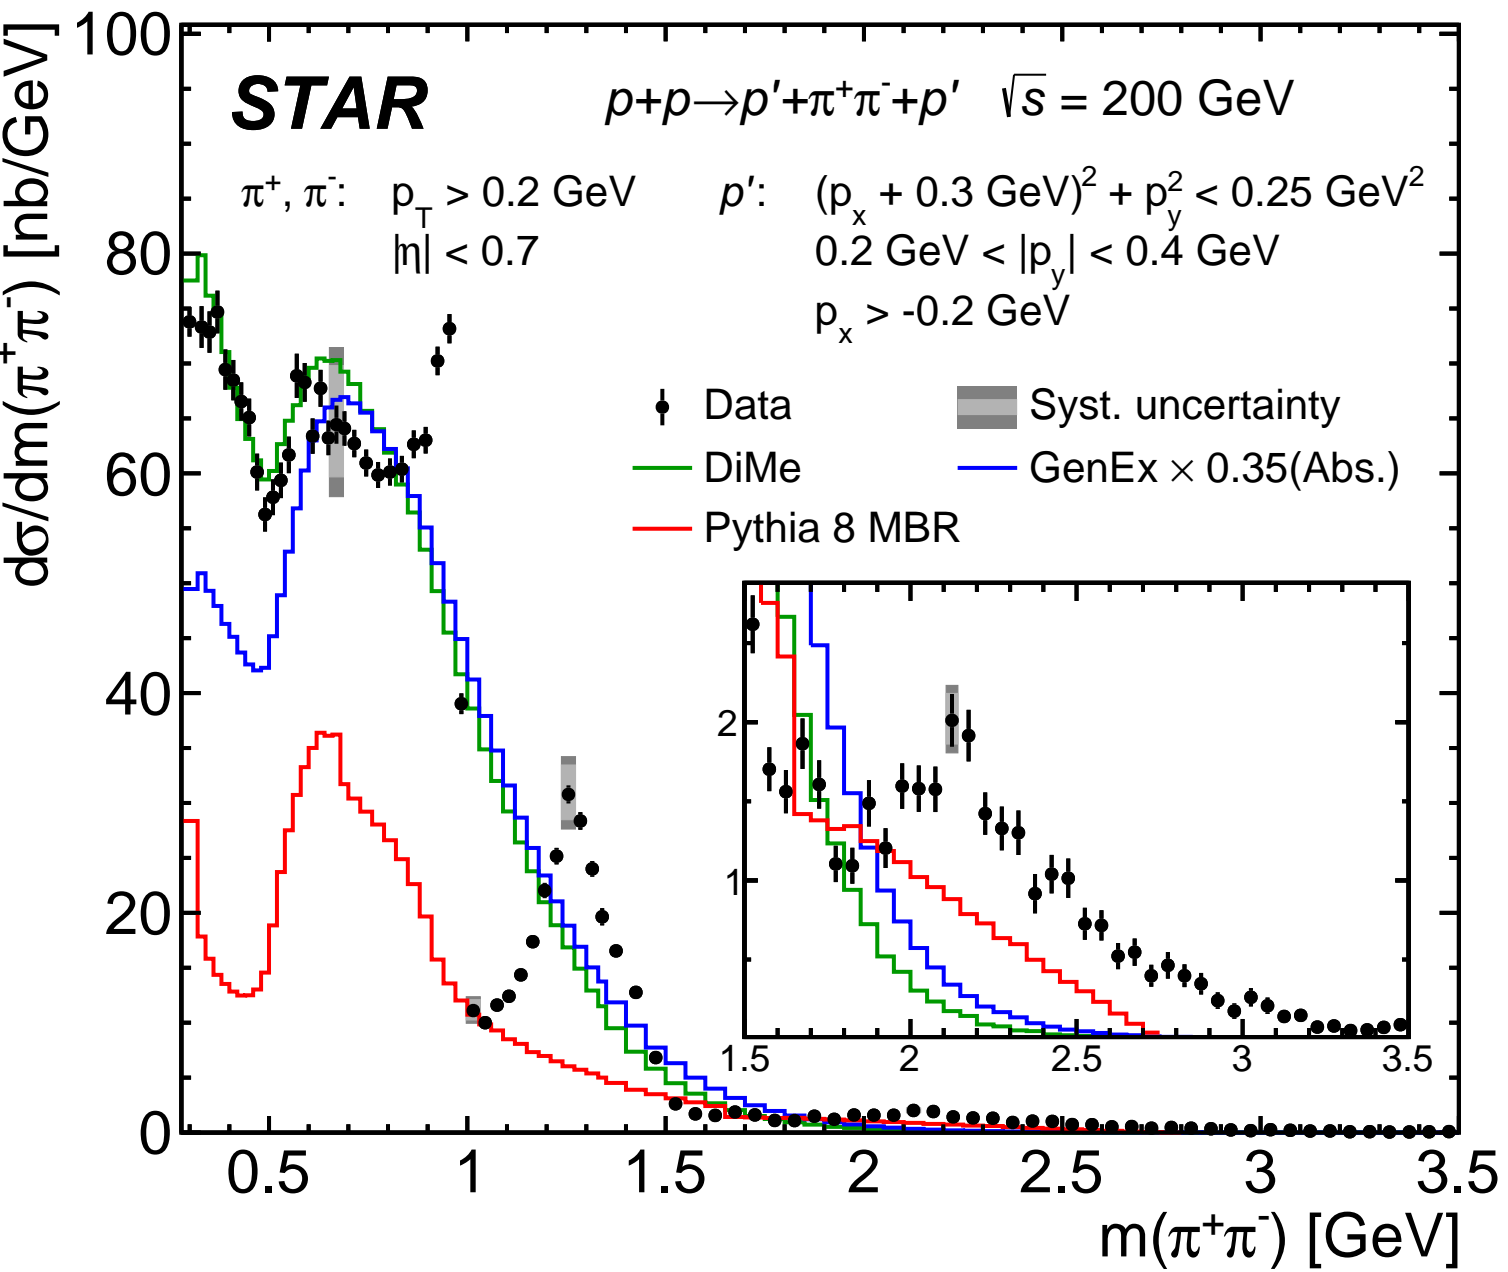 STAR
p+p→p′+π⁺π⁻+p′ √s = 200 GeV
π⁺, π⁻: p_T > 0.2 GeV
|η| < 0.7
p′: (p_x + 0.3 GeV)² + p_y² < 0.25 GeV²
0.2 GeV < |p_y| < 0.4 GeV
p_x > -0.2 GeV
Data
Syst. uncertainty
DiMe
GenEx × 0.35(Abs.)
Pythia 8 MBR
dσ/dm(π⁺π⁻) [nb/GeV]
100
80
60
40
20
0
2
1
1.5 2 2.5 3 3.5
0.5 1 1.5 2 2.5 3 3.5
m(π⁺π⁻) [GeV]